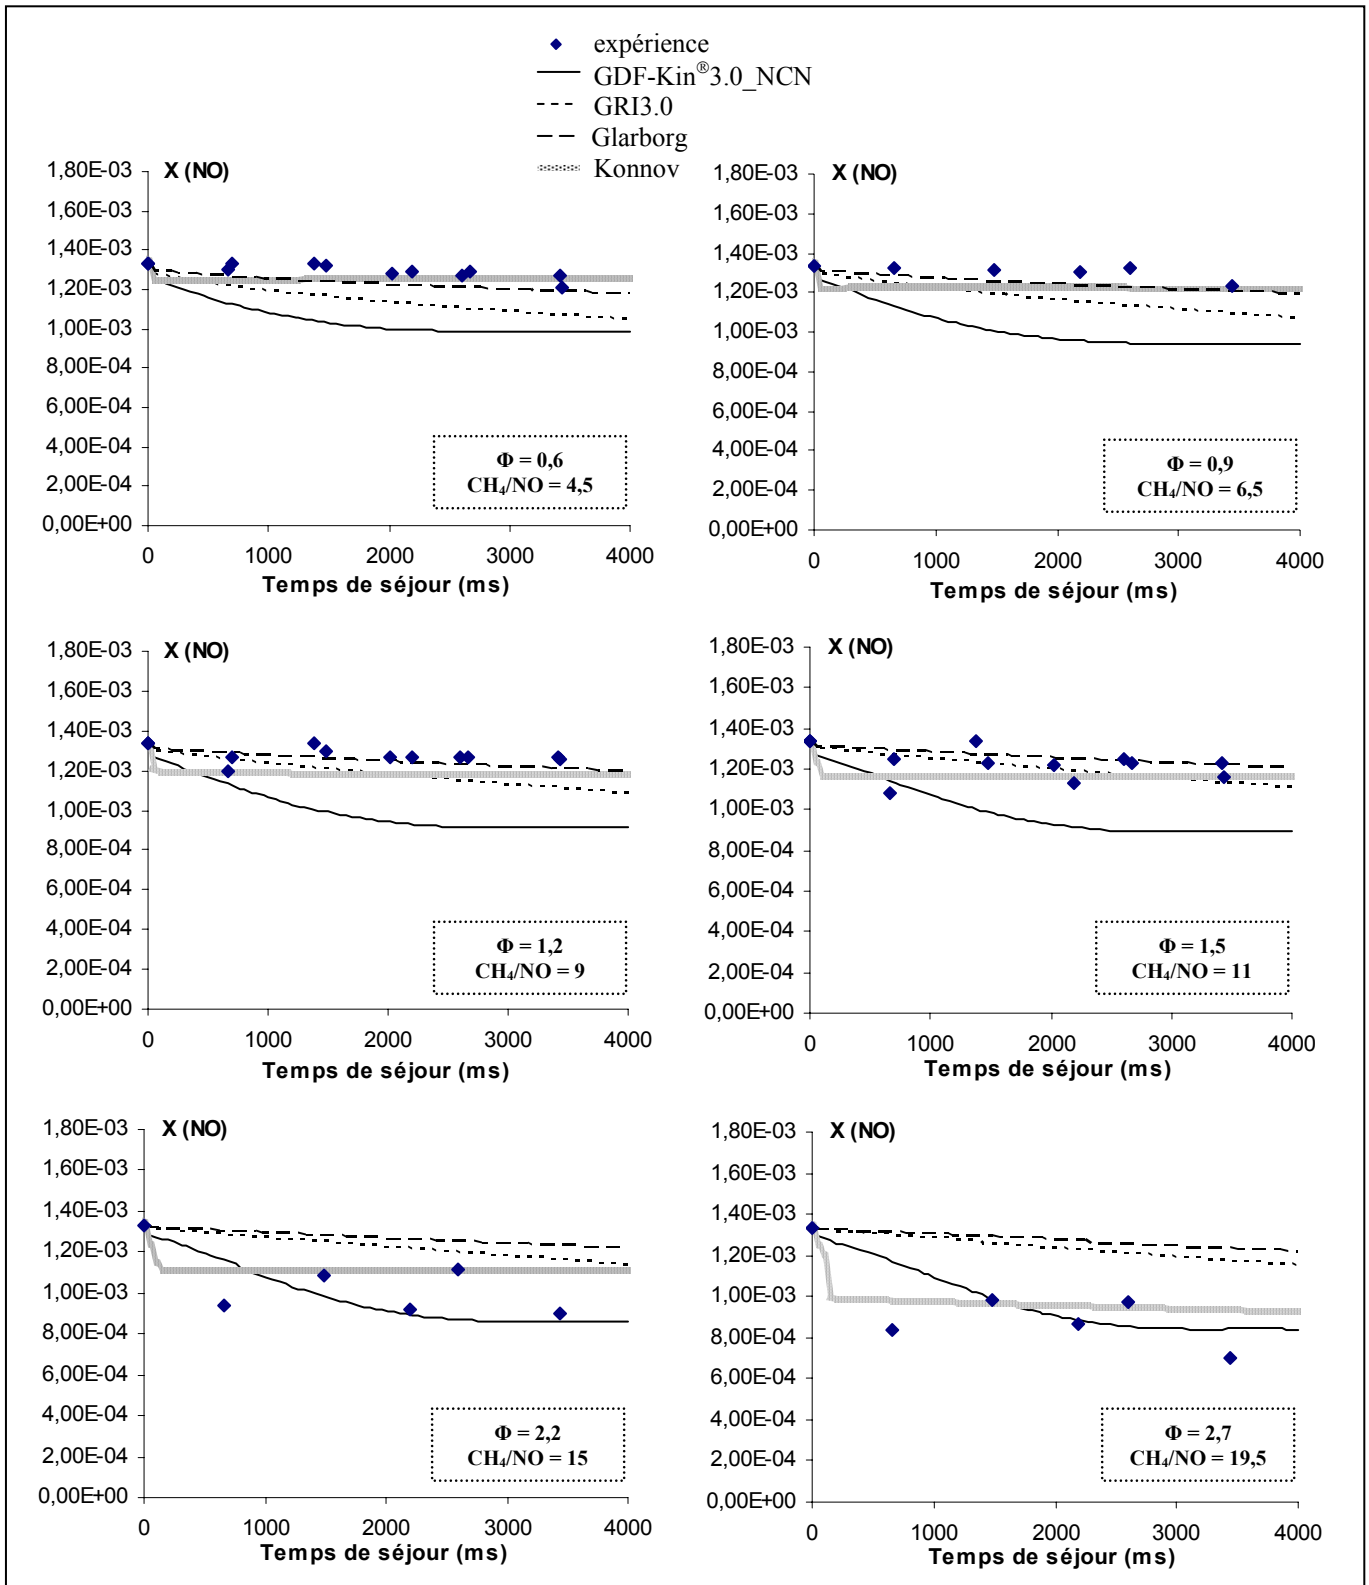 expérience
GDF-Kin®3.0_NCN
GRI3.0
Glarborg
Konnov
X (NO)
1,80E-03
1,60E-03
1,40E-03
1,20E-03
1,00E-03
8,00E-04
6,00E-04
4,00E-04
2,00E-04
0,00E+00
0 1000 2000 3000 4000
Temps de séjour (ms)
Φ = 0,6
CH₄/NO = 4,5
X (NO)
1,80E-03
1,60E-03
1,40E-03
1,20E-03
1,00E-03
8,00E-04
6,00E-04
4,00E-04
2,00E-04
0,00E+00
0 1000 2000 3000 4000
Temps de séjour (ms)
Φ = 0,9
CH₄/NO = 6,5
X (NO)
1,80E-03
1,60E-03
1,40E-03
1,20E-03
1,00E-03
8,00E-04
6,00E-04
4,00E-04
2,00E-04
0,00E+00
0 1000 2000 3000 4000
Temps de séjour (ms)
Φ = 1,2
CH₄/NO = 9
X (NO)
1,80E-03
1,60E-03
1,40E-03
1,20E-03
1,00E-03
8,00E-04
6,00E-04
4,00E-04
2,00E-04
0,00E+00
0 1000 2000 3000 4000
Temps de séjour (ms)
Φ = 1,5
CH₄/NO = 11
X (NO)
1,80E-03
1,60E-03
1,40E-03
1,20E-03
1,00E-03
8,00E-04
6,00E-04
4,00E-04
2,00E-04
0,00E+00
0 1000 2000 3000 4000
Temps de séjour (ms)
Φ = 2,2
CH₄/NO = 15
X (NO)
1,80E-03
1,60E-03
1,40E-03
1,20E-03
1,00E-03
8,00E-04
6,00E-04
4,00E-04
2,00E-04
0,00E+00
0 1000 2000 3000 4000
Temps de séjour (ms)
Φ = 2,7
CH₄/NO = 19,5